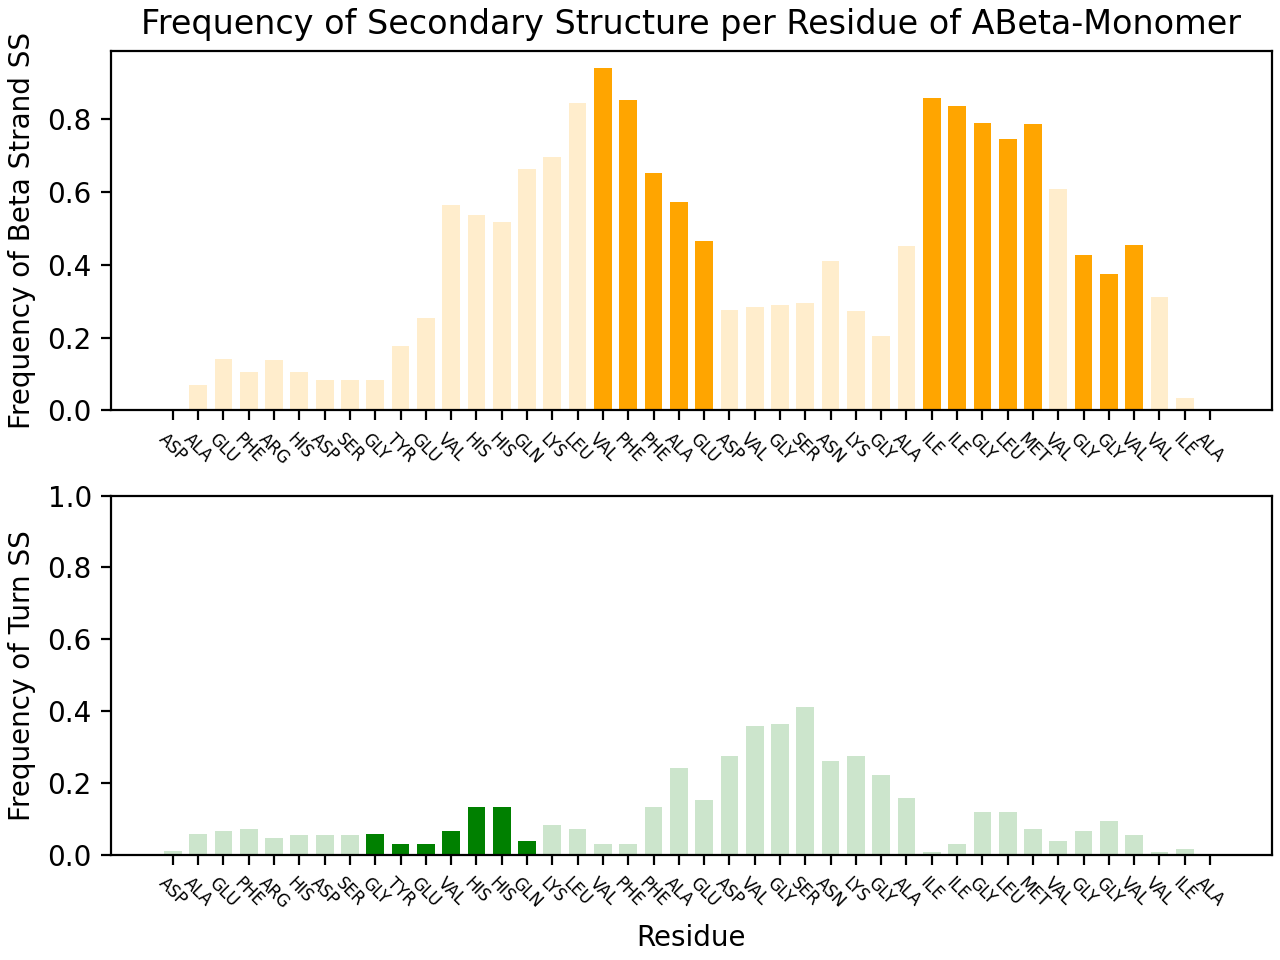 Frequency of Secondary Structure per Residue of ABeta-Monomer
Frequency of Beta Strand SS
0.8
0.6
0.4
0.2
0.0
ASP ALA GLU PHE ARG HIS ASP SER GLY TYR GLU VAL HIS HIS GLN LYS LEU VAL PHE PHE ALA GLU ASP VAL GLY SER ASN LYS GLY ALA ILE ILE GLY LEU MET VAL GLY GLY VAL VAL ILE ALA
Frequency of Turn SS
1.0
0.8
0.6
0.4
0.2
0.0
ASP ALA GLU PHE ARG HIS ASP SER GLY TYR GLU VAL HIS HIS GLN LYS LEU VAL PHE PHE ALA GLU ASP VAL GLY SER ASN LYS GLY ALA ILE ILE GLY LEU MET VAL GLY GLY VAL VAL ILE ALA
Residue